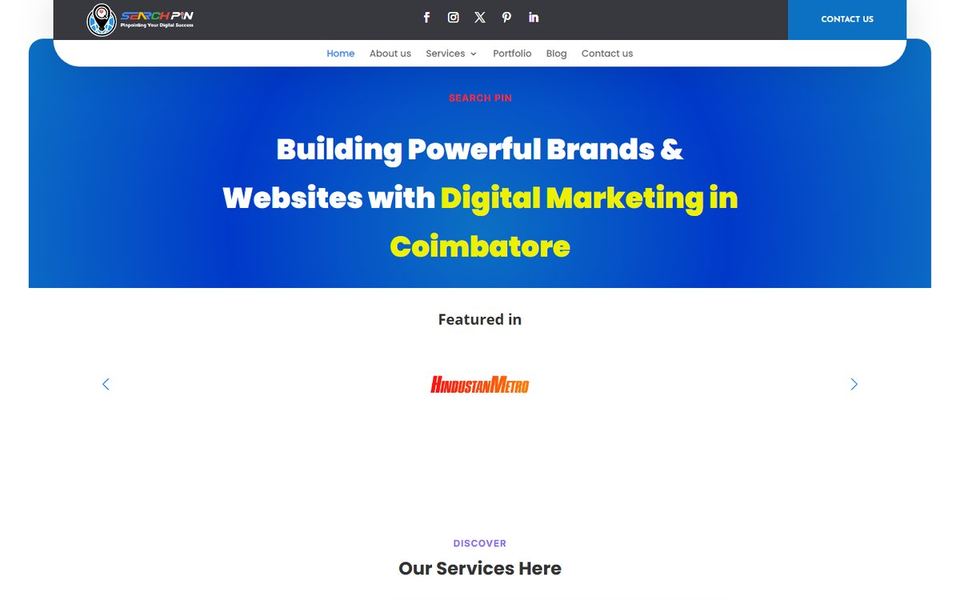 SEARCH PIN
Pinpointing Your Digital Success
CONTACT US
Home About us Services Portfolio Blog Contact us
SEARCH PIN
Building Powerful Brands &
Websites with Digital Marketing in
Coimbatore
Featured in
HINDUSTANMETRO
DISCOVER
Our Services Here